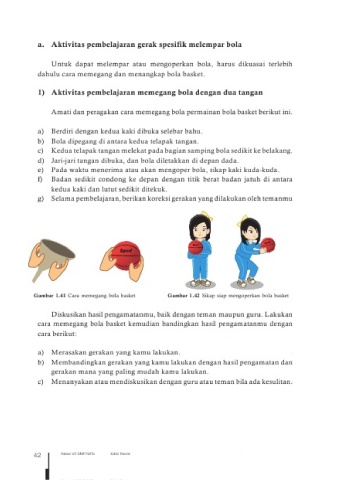 a. Aktivitas pembelajaran gerak spesifik melempar bola
Untuk dapat melempar atau mengoperkan bola, harus dikuasai terlebih
dahulu cara memegang dan menangkap bola basket.
1) Aktivitas pembelajaran memegang bola dengan dua tangan
Amati dan peragakan cara memegang bola permainan bola basket berikut ini.
a) Berdiri dengan kedua kaki dibuka selebar bahu.
b) Bola dipegang di antara kedua telapak tangan.
c) Kedua telapak tangan melekat pada bagian samping bola sedikit ke belakang.
d) Jari-jari tangan dibuka, dan bola diletakkan di depan dada.
e) Pada waktu menerima atau akan mengoper bola, sikap kaki kuda-kuda.
f) Badan sedikit condong ke depan dengan titik berat badan jatuh di antara
kedua kaki dan lutut sedikit ditekuk.
g) Selama pembelajaran, berikan koreksi gerakan yang dilakukan oleh temanmu
Gambar 1.41 Cara memegang bola basket
Gambar 1.42 Sikap siap mengoperkan bola basket
Diskusikan hasil pengamatanmu, baik dengan teman maupun guru. Lakukan
cara memegang bola basket kemudian bandingkan hasil pengamatanmu dengan
cara berikut:
a) Merasakan gerakan yang kamu lakukan.
b) Membandingkan gerakan yang kamu lakukan dengan hasil pengamatan dan
gerakan mana yang paling mudah kamu lakukan.
c) Menanyakan atau mendiskusikan dengan guru atau teman bila ada kesulitan.
42